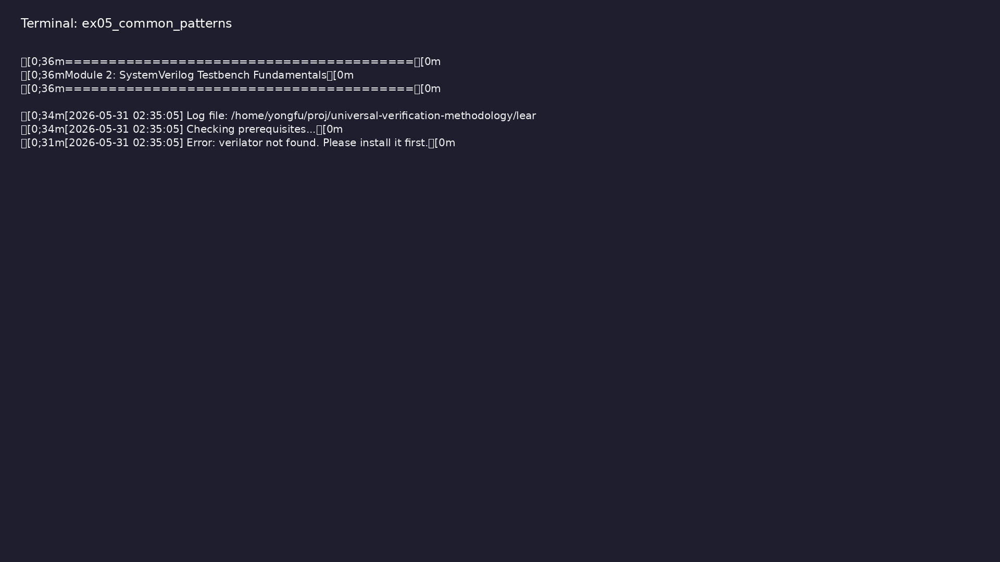 Terminal: ex05_common_patterns
▯[0;36m========================================▯[0m
▯[0;36mModule 2: SystemVerilog Testbench Fundamentals▯[0m
▯[0;36m========================================▯[0m
▯[0;34m[2026-05-31 02:35:05] Log file: /home/yongfu/proj/universal-verification-methodology/lear
▯[0;34m[2026-05-31 02:35:05] Checking prerequisites...▯[0m
▯[0;31m[2026-05-31 02:35:05] Error: verilator not found. Please install it first.▯[0m